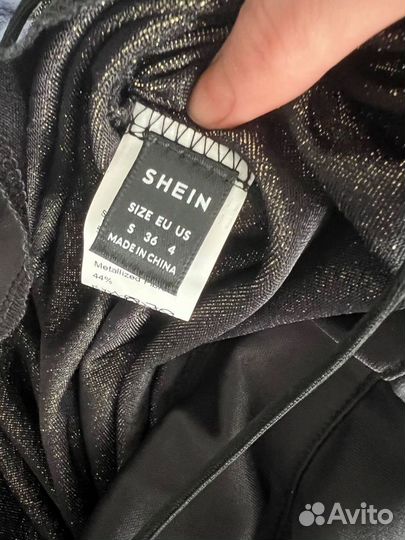 SHEIN
SIZE EU US
S 36 4
MADE IN CHINA
Metallized
44%
Avito